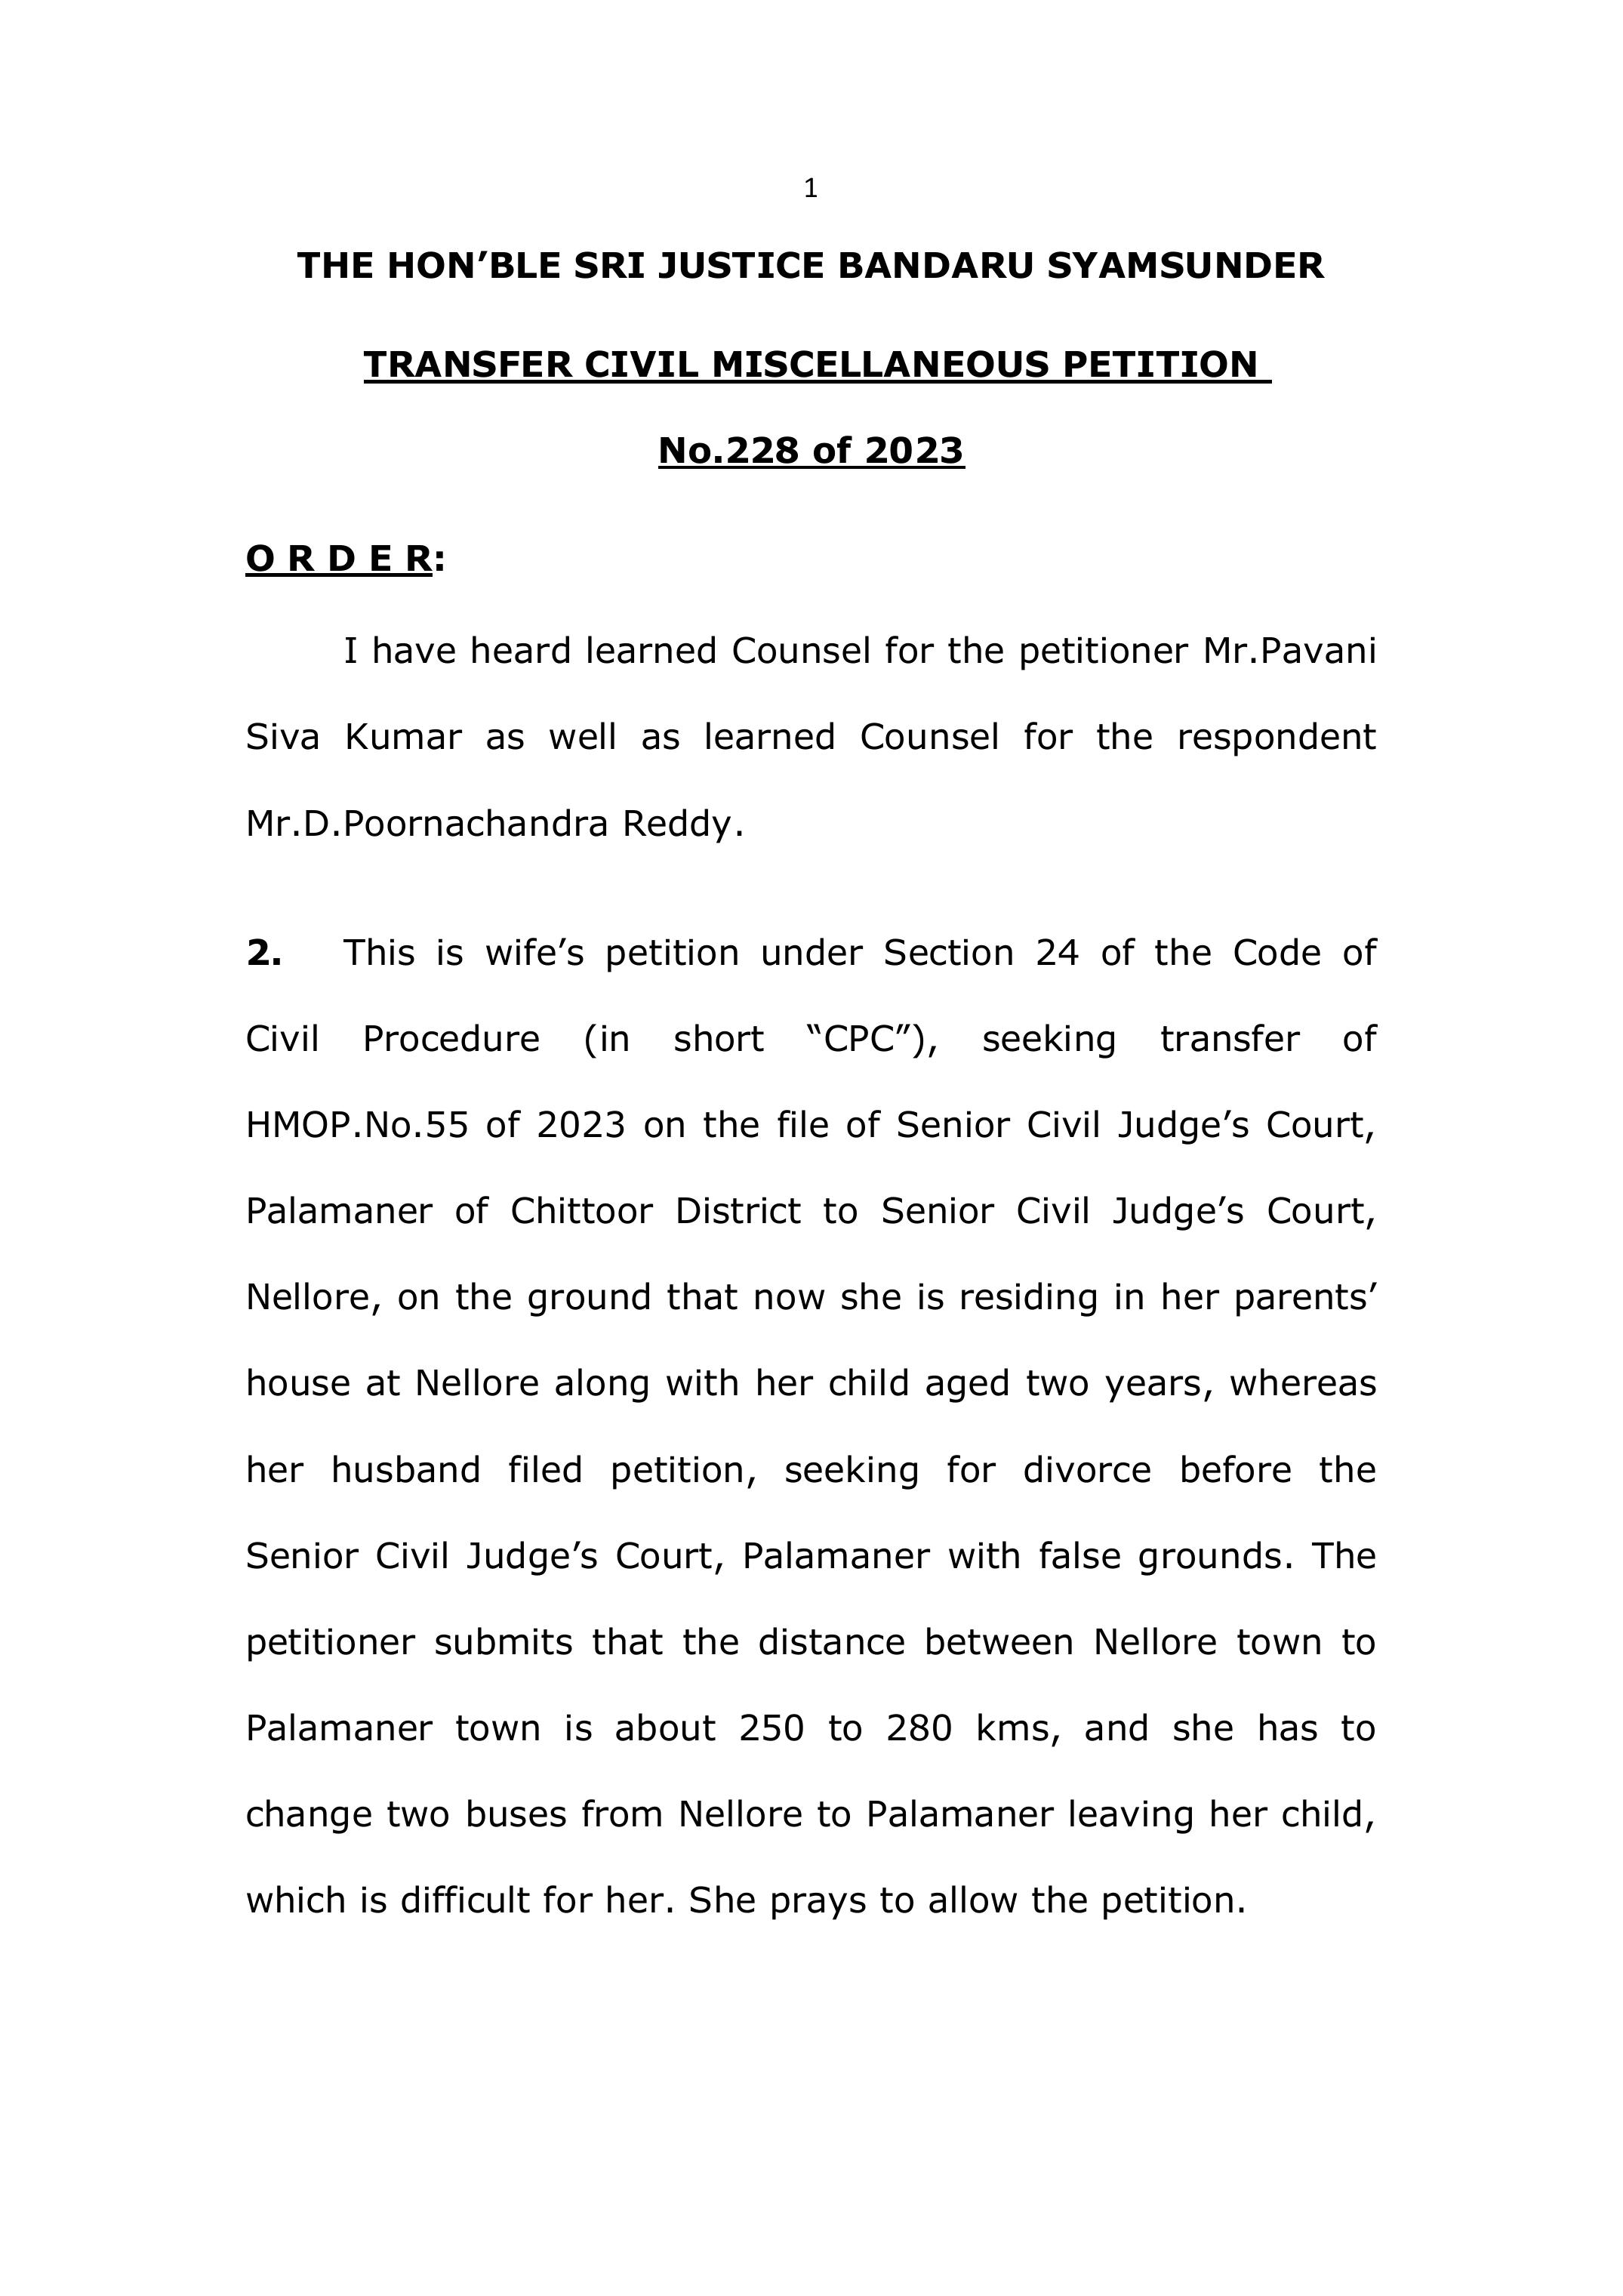 1
THE HON’BLE SRI JUSTICE BANDARU SYAMSUNDER
TRANSFER CIVIL MISCELLANEOUS PETITION
No.228 of 2023
O R D E R:
I have heard learned Counsel for the petitioner Mr.Pavani
Siva Kumar as well as learned Counsel for the respondent
Mr.D.Poornachandra Reddy.
2. This is wife’s petition under Section 24 of the Code of
Civil Procedure (in short “CPC”), seeking transfer of
HMOP.No.55 of 2023 on the file of Senior Civil Judge’s Court,
Palamaner of Chittoor District to Senior Civil Judge’s Court,
Nellore, on the ground that now she is residing in her parents’
house at Nellore along with her child aged two years, whereas
her husband filed petition, seeking for divorce before the
Senior Civil Judge’s Court, Palamaner with false grounds. The
petitioner submits that the distance between Nellore town to
Palamaner town is about 250 to 280 kms, and she has to
change two buses from Nellore to Palamaner leaving her child,
which is difficult for her. She prays to allow the petition.